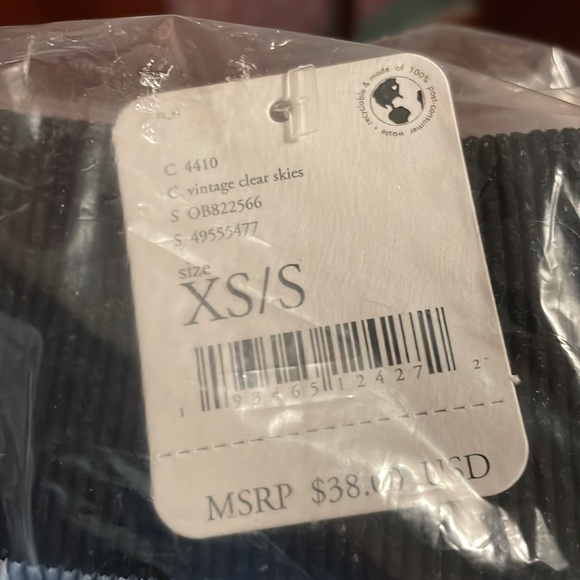 recyclable & made of 100% post-consumer waste •
C 4410
C vintage clear skies
S OB822566
S 49555477
size
XS/S
1 93465 12427 2
MSRP $38.00 USD